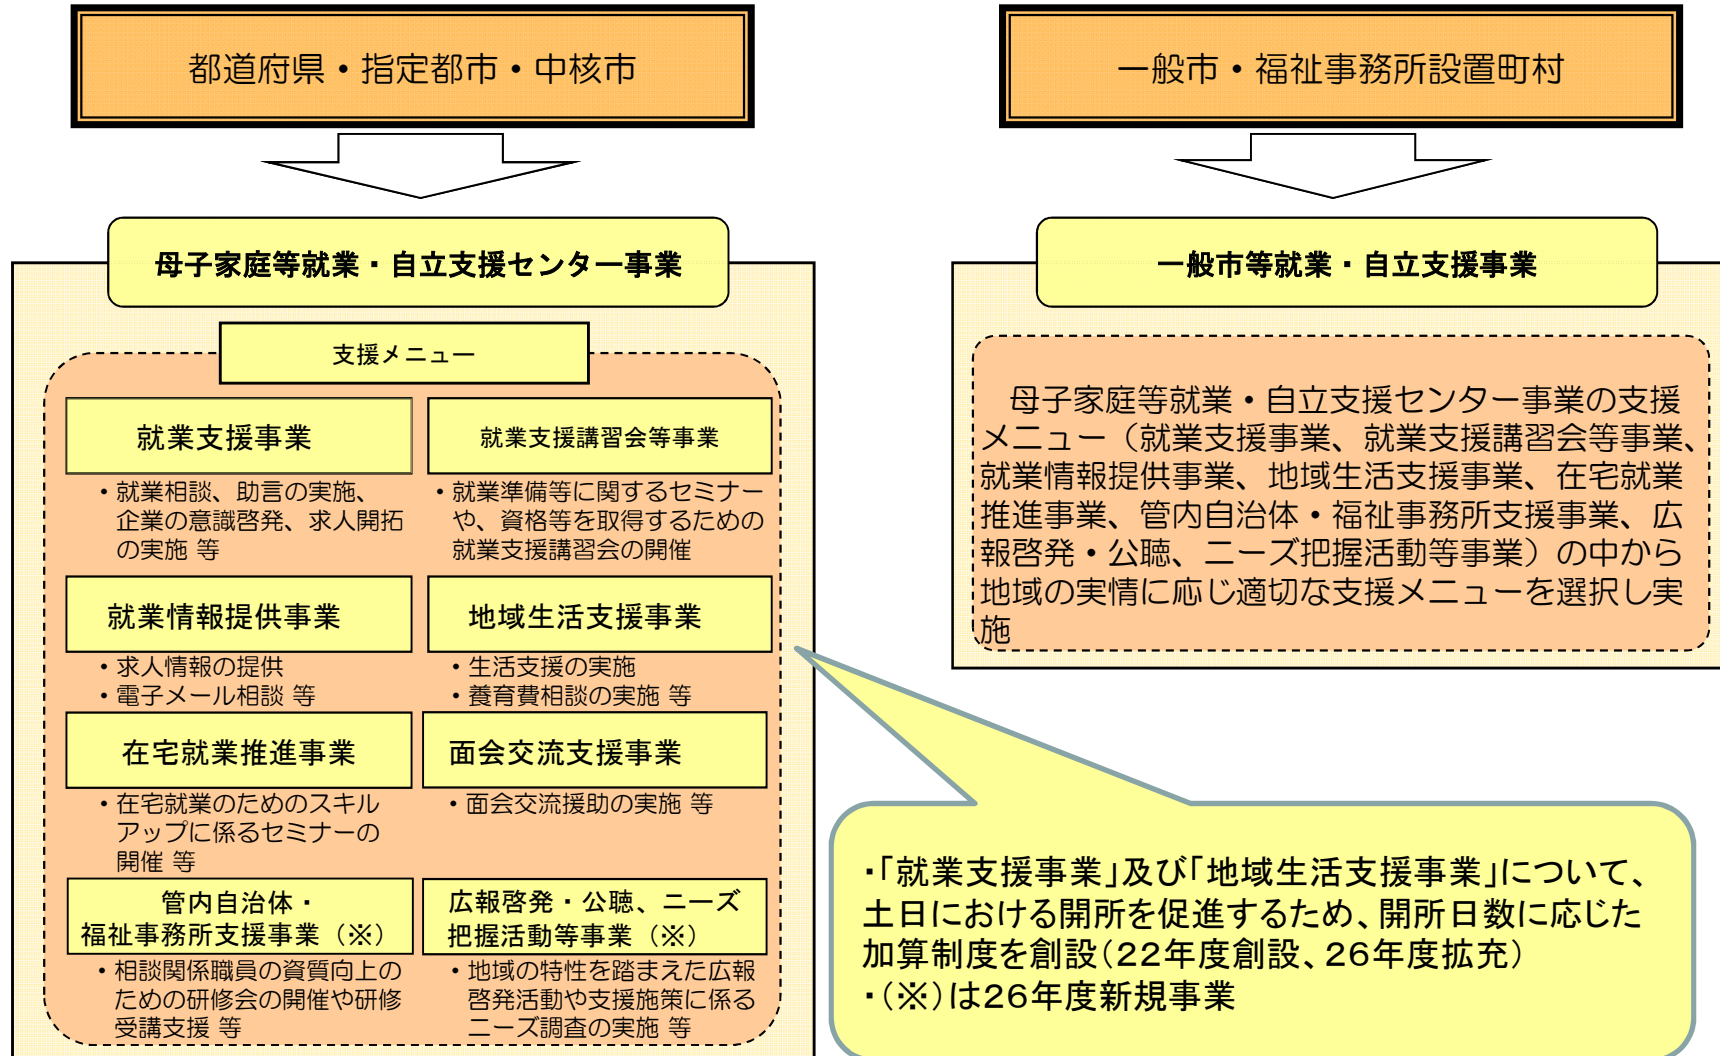 都道府県・指定都市・中核市
母子家庭等就業・自立支援センター事業
支援メニュー
就業支援事業
・就業相談、助言の実施、
企業の意識啓発、求人開拓
の実施 等
就業支援講習会等事業
・就業準備等に関するセミナー
や、資格等を取得するための
就業支援講習会の開催
就業情報提供事業
・求人情報の提供
・電子メール相談 等
地域生活支援事業
・生活支援の実施
・養育費相談の実施 等
在宅就業推進事業
・在宅就業のためのスキル
アップに係るセミナーの
開催 等
面会交流支援事業
・面会交流援助の実施 等
管内自治体・
福祉事務所支援事業（※）
・相談関係職員の資質向上の
ための研修会の開催や研修
受講支援 等
広報啓発・公聴、ニーズ
把握活動等事業（※）
・地域の特性を踏まえた広報
啓発活動や支援施策に係る
ニーズ調査の実施 等
一般市・福祉事務所設置町村
一般市等就業・自立支援事業
母子家庭等就業・自立支援センター事業の支援
メニュー（就業支援事業、就業支援講習会等事業、
就業情報提供事業、地域生活支援事業、在宅就業
推進事業、管内自治体・福祉事務所支援事業、広
報啓発・公聴、ニーズ把握活動等事業）の中から
地域の実情に応じ適切な支援メニューを選択し実
施
・「就業支援事業」及び「地域生活支援事業」について、
土日における開所を促進するため、開所日数に応じた
加算制度を創設（22年度創設、26年度拡充）
・（※）は26年度新規事業